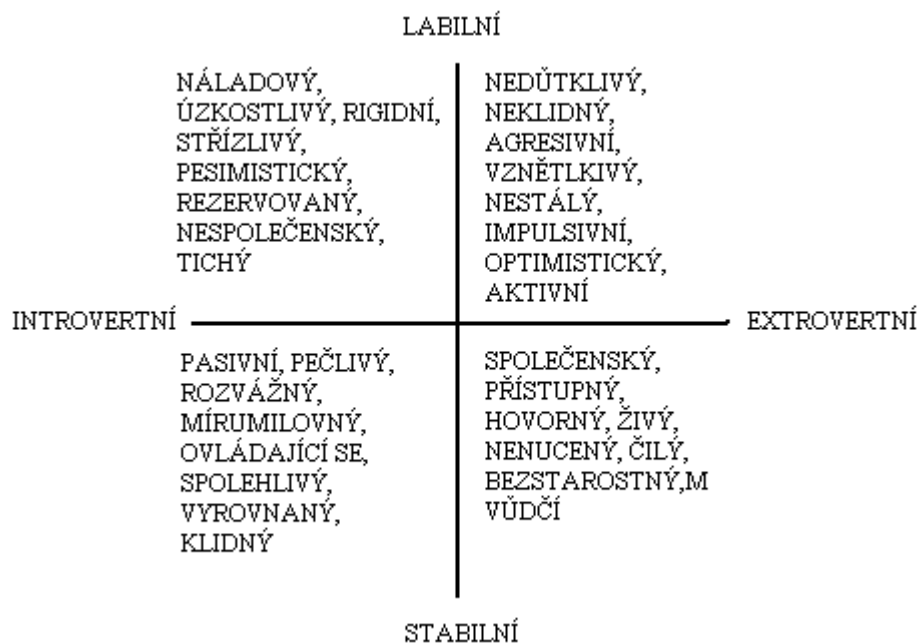 LABILNÍ
NÁLADOVÝ,
ÚZKOSTLIVÝ, RIGIDNÍ,
STŘÍZLIVÝ,
PESIMISTICKÝ,
REZERVOVANÝ,
NESPOLEČENSKÝ,
TICHÝ
NEDŮTKLIVÝ,
NEKLIDNÝ,
AGRESIVNÍ,
VZNĚTLKIVÝ,
NESTÁLÝ,
IMPULSIVNÍ,
OPTIMISTICKÝ,
AKTIVNÍ
INTROVERTNÍ
EXTROVERTNÍ
PASIVNÍ, PEČLIVÝ,
ROZVÁŽNÝ,
MÍRUMILOVNÝ,
OVLÁDAJÍCÍ SE,
SPOLEHLIVÝ,
VYROVNANÝ,
KLIDNÝ
SPOLEČENSKÝ,
PŘÍSTUPNÝ,
HOVORNÝ, ŽIVÝ,
NENUCENÝ, ČILÝ,
BEZSTAROSTNÝ,M
VŮDČÍ
STABILNÍ